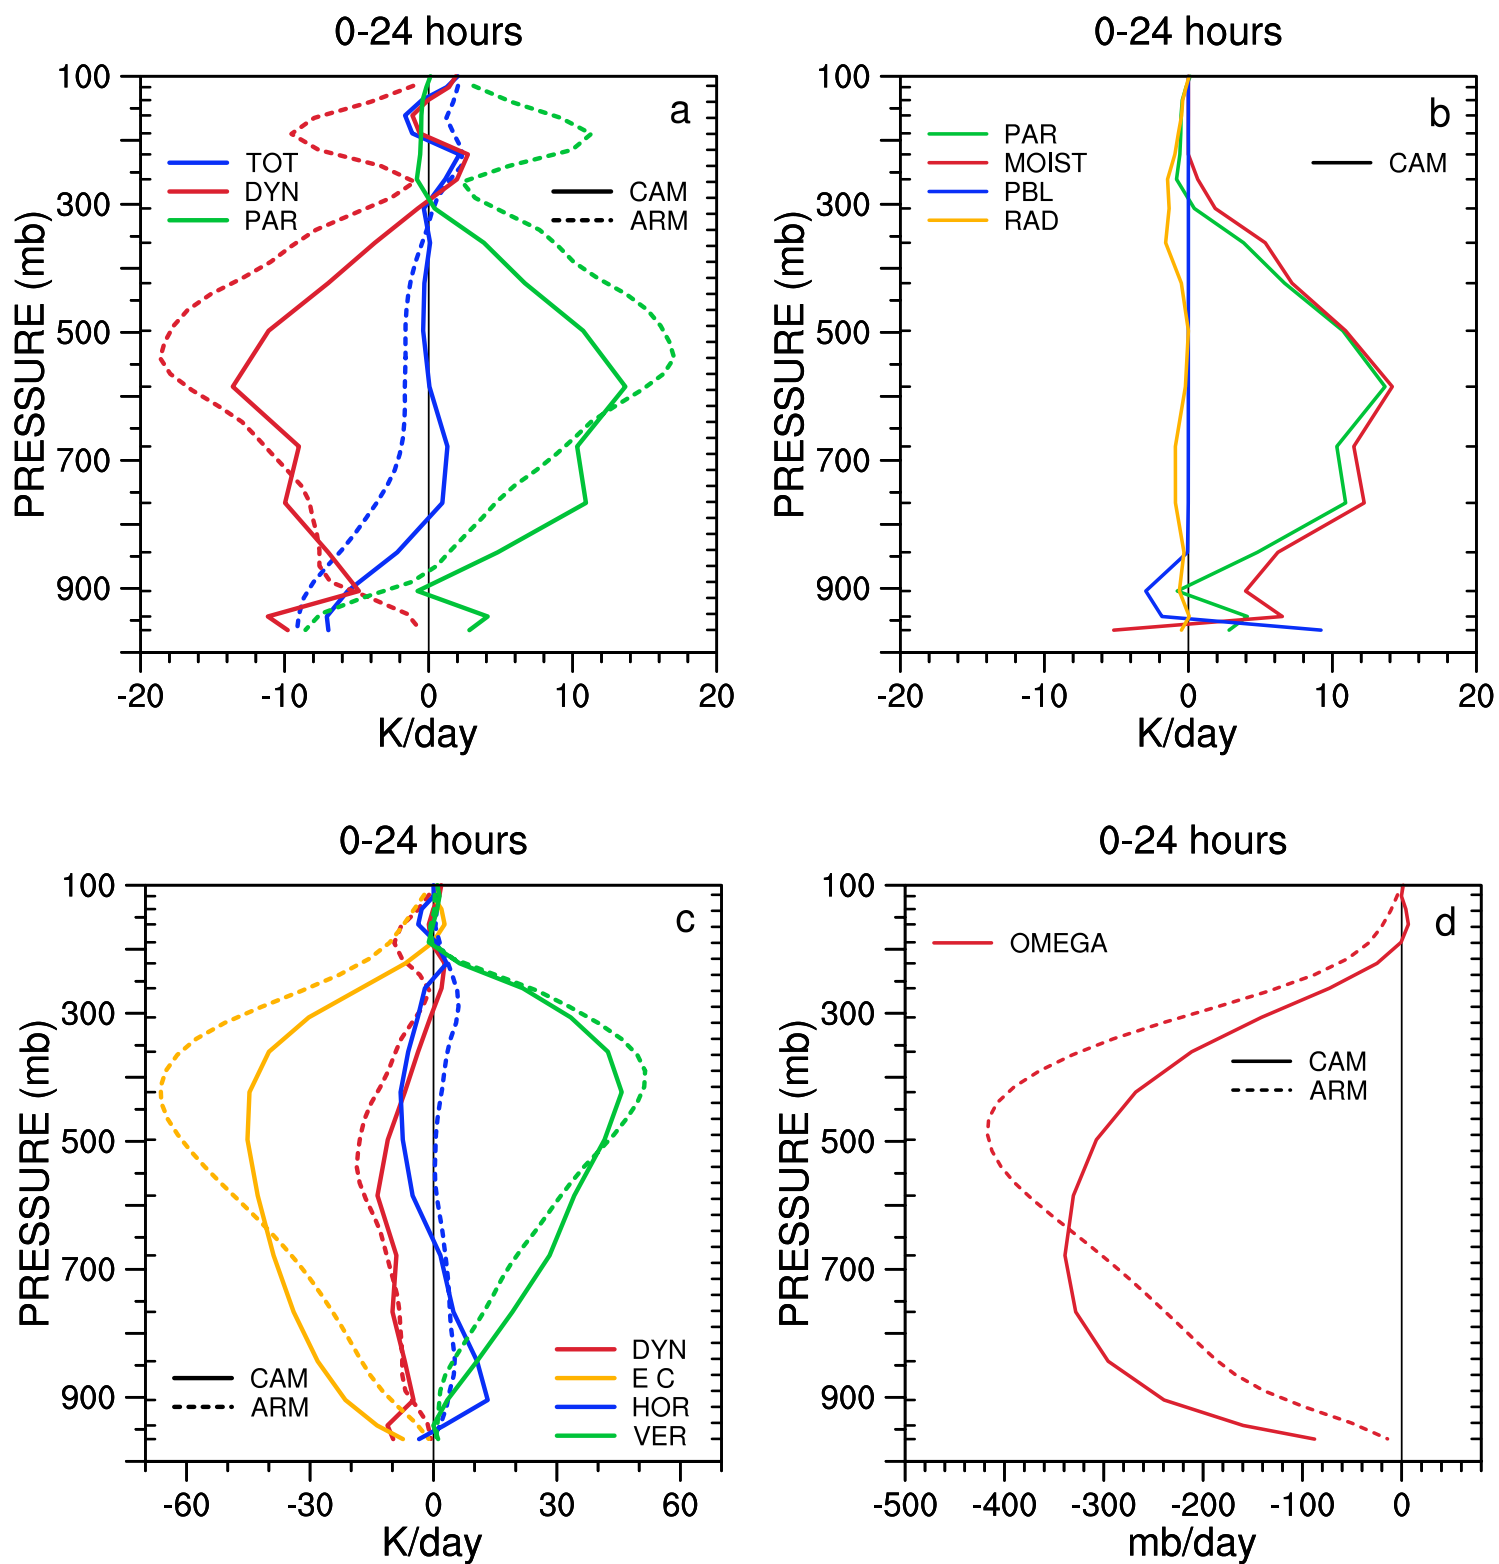 0-24 hours
a
TOT
DYN
PAR
CAM
ARM
100
300
500
700
900
PRESSURE (mb)
-20 -10 0 10 20
K/day
0-24 hours
b
PAR
MOIST
PBL
RAD
CAM
100
300
500
700
900
PRESSURE (mb)
-20 -10 0 10 20
K/day
0-24 hours
c
100
300
500
700
900
PRESSURE (mb)
CAM
ARM
DYN
E C
HOR
VER
-60 -30 0 30 60
K/day
0-24 hours
d
OMEGA
CAM
ARM
100
300
500
700
900
PRESSURE (mb)
-500 -400 -300 -200 -100 0
mb/day